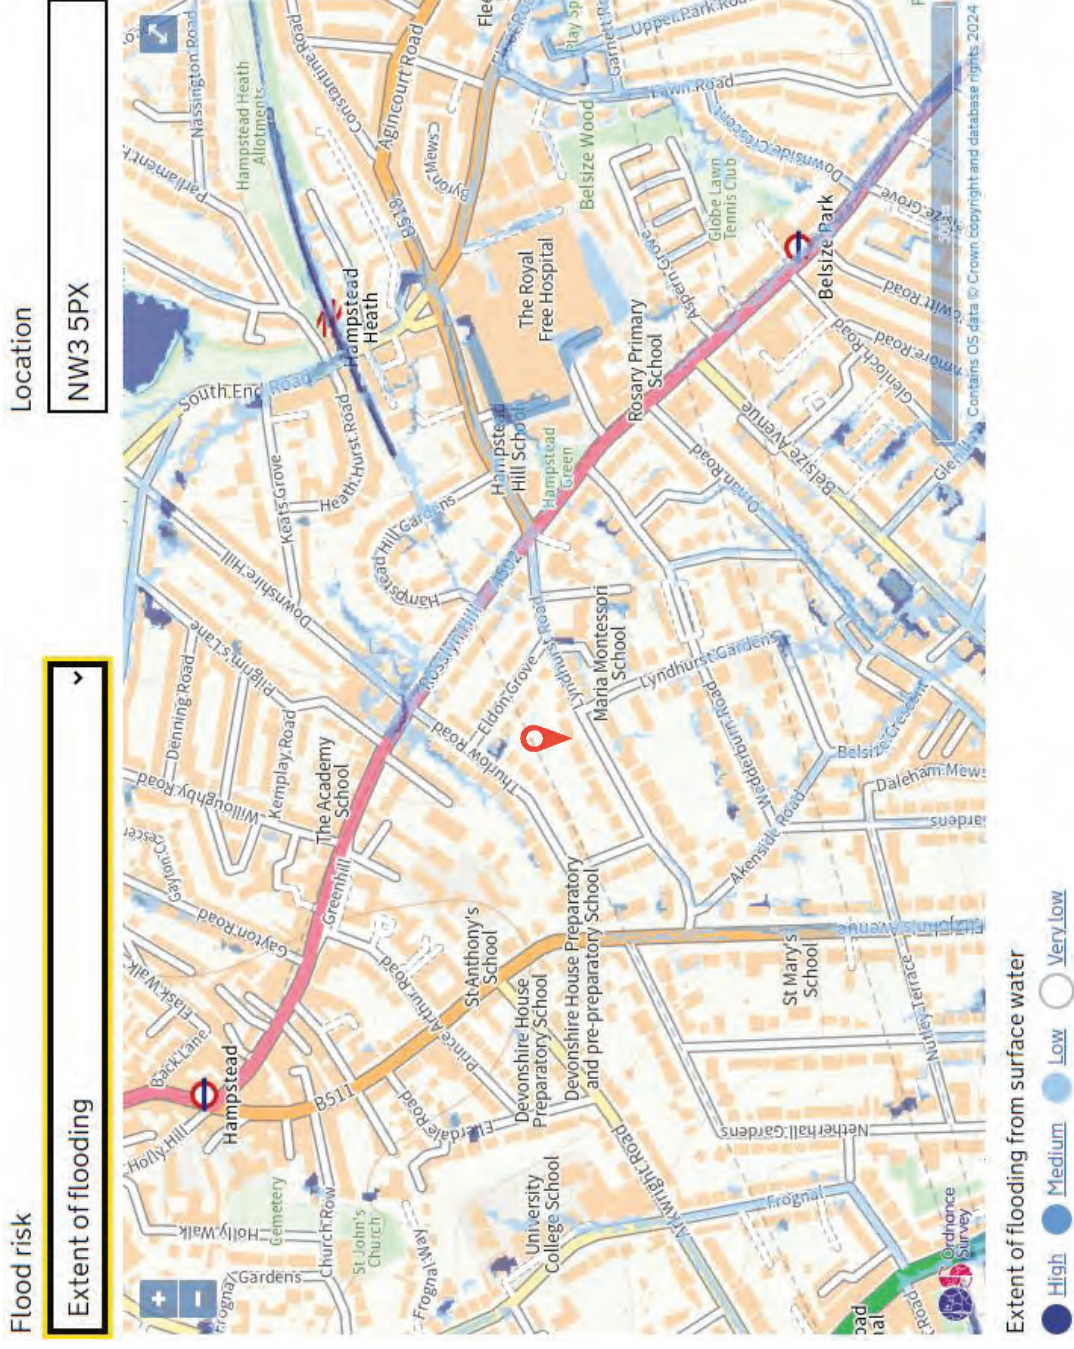 Flood risk
Extent of flooding
Location
NW3 5PX
Holly Hill
Back Lane
Flask Walk
Hampstead
Holly Walk
Cemetery
Church Row
St John's
Church
Gardens
Frognal Way
B511
Gayton Road
Willoughby Road
Denning Road
Kemplay Road
Pilgrim's Lane
Downshire Hill
Keats Grove
Heath Hurst Road
South End Road
Hampstead
Heath
Hampstead Heath
Allotments
Nassington Road
Constantine Road
Agincourt Road
B518
Byron Mews
Garnet R
Upper Park Roa
Lawn Road
Downside Crescent
Belsize Wood
Globe Lawn
Tennis Club
Aspern Grove
The Royal
Free Hospital
Rosary Primary
School
Belsize Park
Hampstead
Hill School
Hampstead
Green
Hampstead Hill Gardens
Rosslyn Hill
Greenhill
The Academy
School
Prince Arthur Road
Ellerdale Road
St Anthony's
School
Devonshire House
Preparatory School
Devonshire House Preparatory
and pre-preparatory School
University
College School
Arkwright Road
Frognal
Netherhall Gardens
Nutley Terrace
St Mary's
School
Fitzjohn's Avenue
Akenside Road
Wedderburn Road
Thurlow Road
Eldon Grove
Lyndhurst Road
Maria Montessori
School
Lyndhurst Gardens
Belsize Crescent
Daleham Mews
Ornan Road
Belsize Avenue
Glenloch Road
Howitt Road
Ordnance
Survey
Contains OS data © Crown copyright and database rights 2024
Extent of flooding from surface water
High
Medium
Low
Very low